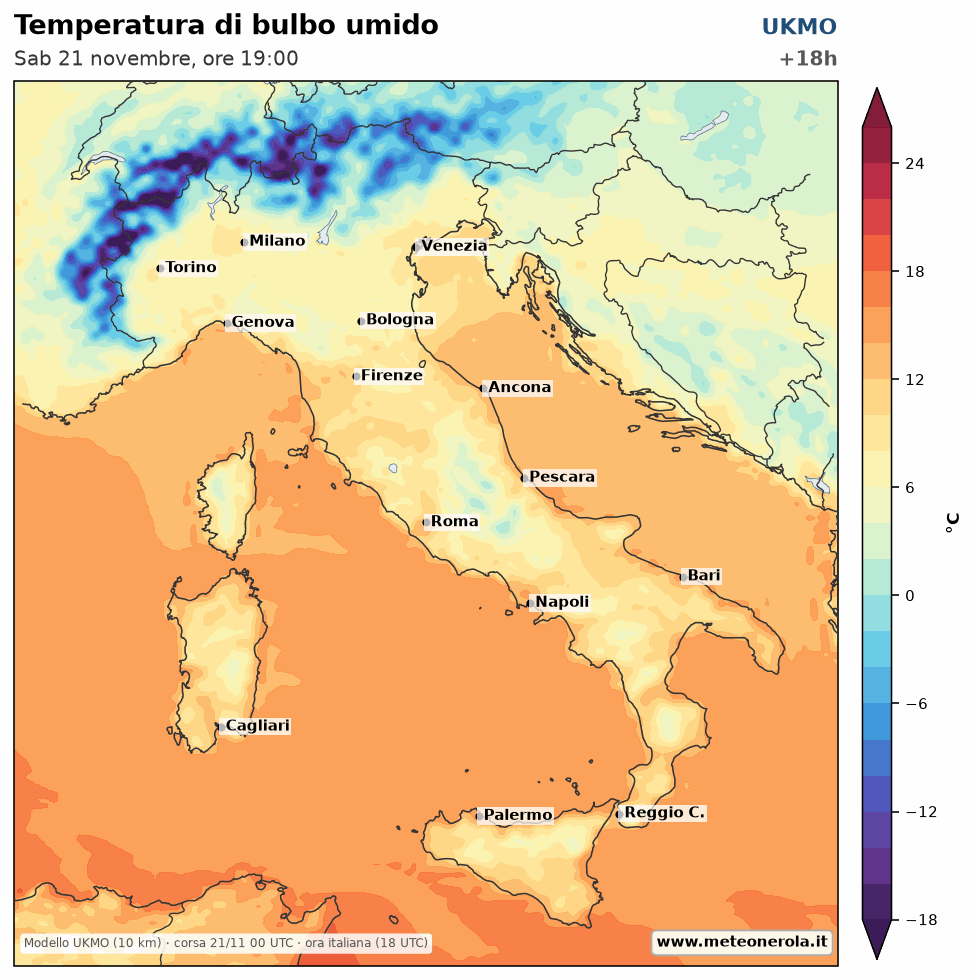 Temperatura di bulbo umido
UKMO
Sab 21 novembre, ore 19:00
+18h
Milano
Venezia
Torino
Genova
Bologna
Firenze
Ancona
Pescara
Roma
Bari
Napoli
Cagliari
Palermo
Reggio C.
24
18
12
6
0
−6
−12
−18
°C
Modello UKMO (10 km) · corsa 21/11 00 UTC · ora italiana (18 UTC)
www.meteonerola.it